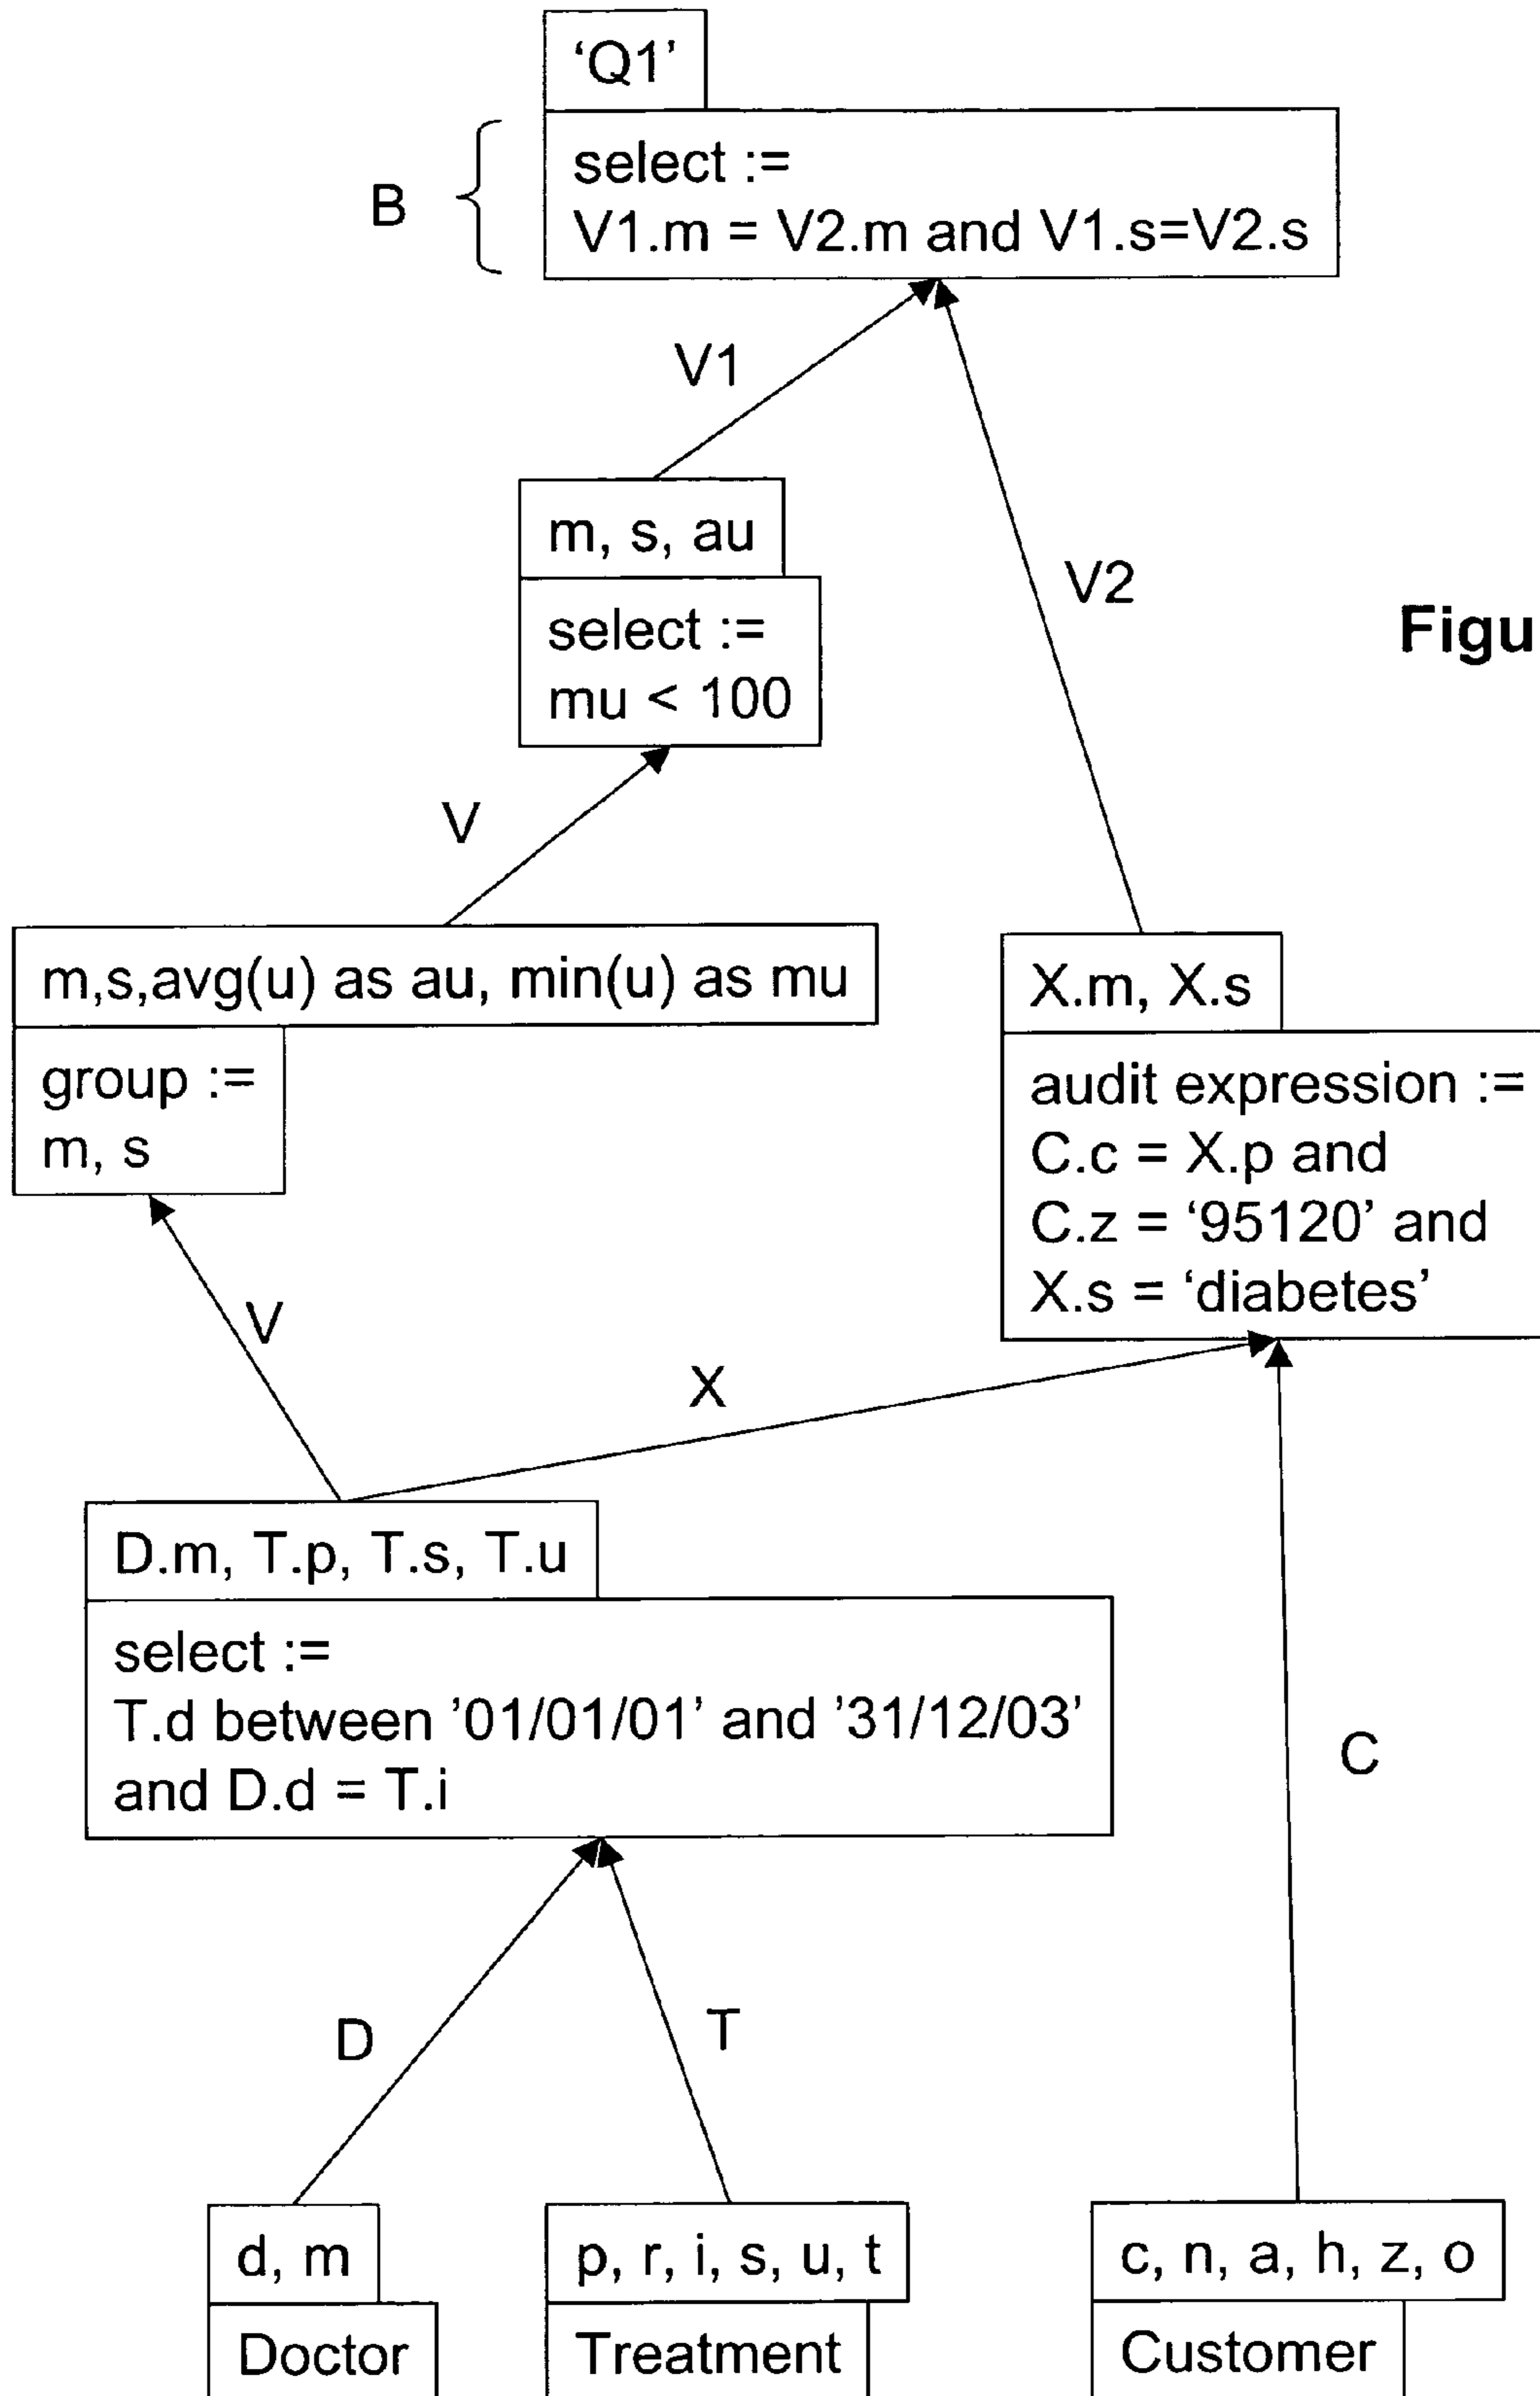 ‘Q1’
B
select :=
V1.m = V2.m and V1.s=V2.s
V1
V2
m, s, au
select :=
mu < 100
Figu
V
m,s,avg(u) as au, min(u) as mu
group :=
m, s
X.m, X.s
audit expression :=
C.c = X.p and
C.z = ‘95120’ and
X.s = ‘diabetes’
V
X
D.m, T.p, T.s, T.u
select :=
T.d between ’01/01/01’ and ’31/12/03’
and D.d = T.i
C
D
T
d, m
Doctor
p, r, i, s, u, t
Treatment
c, n, a, h, z, o
Customer